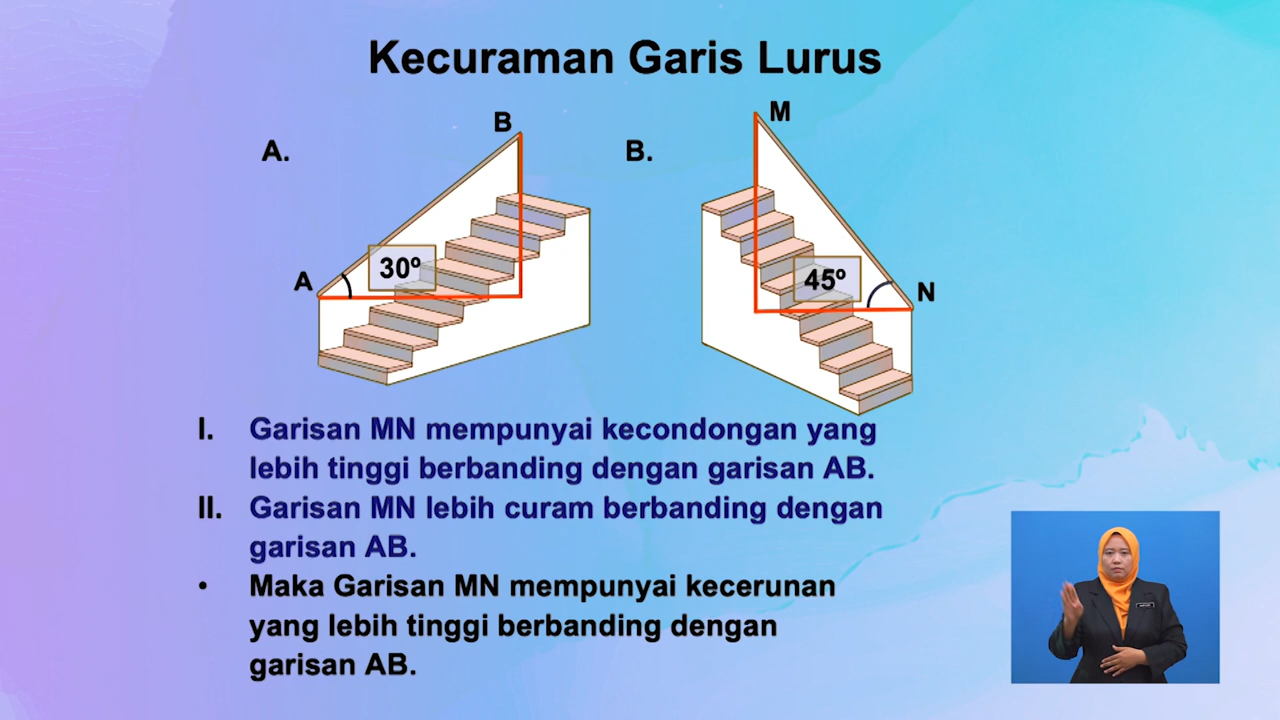 Kecuraman Garis Lurus
A.
B
A
30º
B.
M
45º
N
I. Garisan MN mempunyai kecondongan yang
lebih tinggi berbanding dengan garisan AB.
II. Garisan MN lebih curam berbanding dengan
garisan AB.
• Maka Garisan MN mempunyai kecerunan
yang lebih tinggi berbanding dengan
garisan AB.